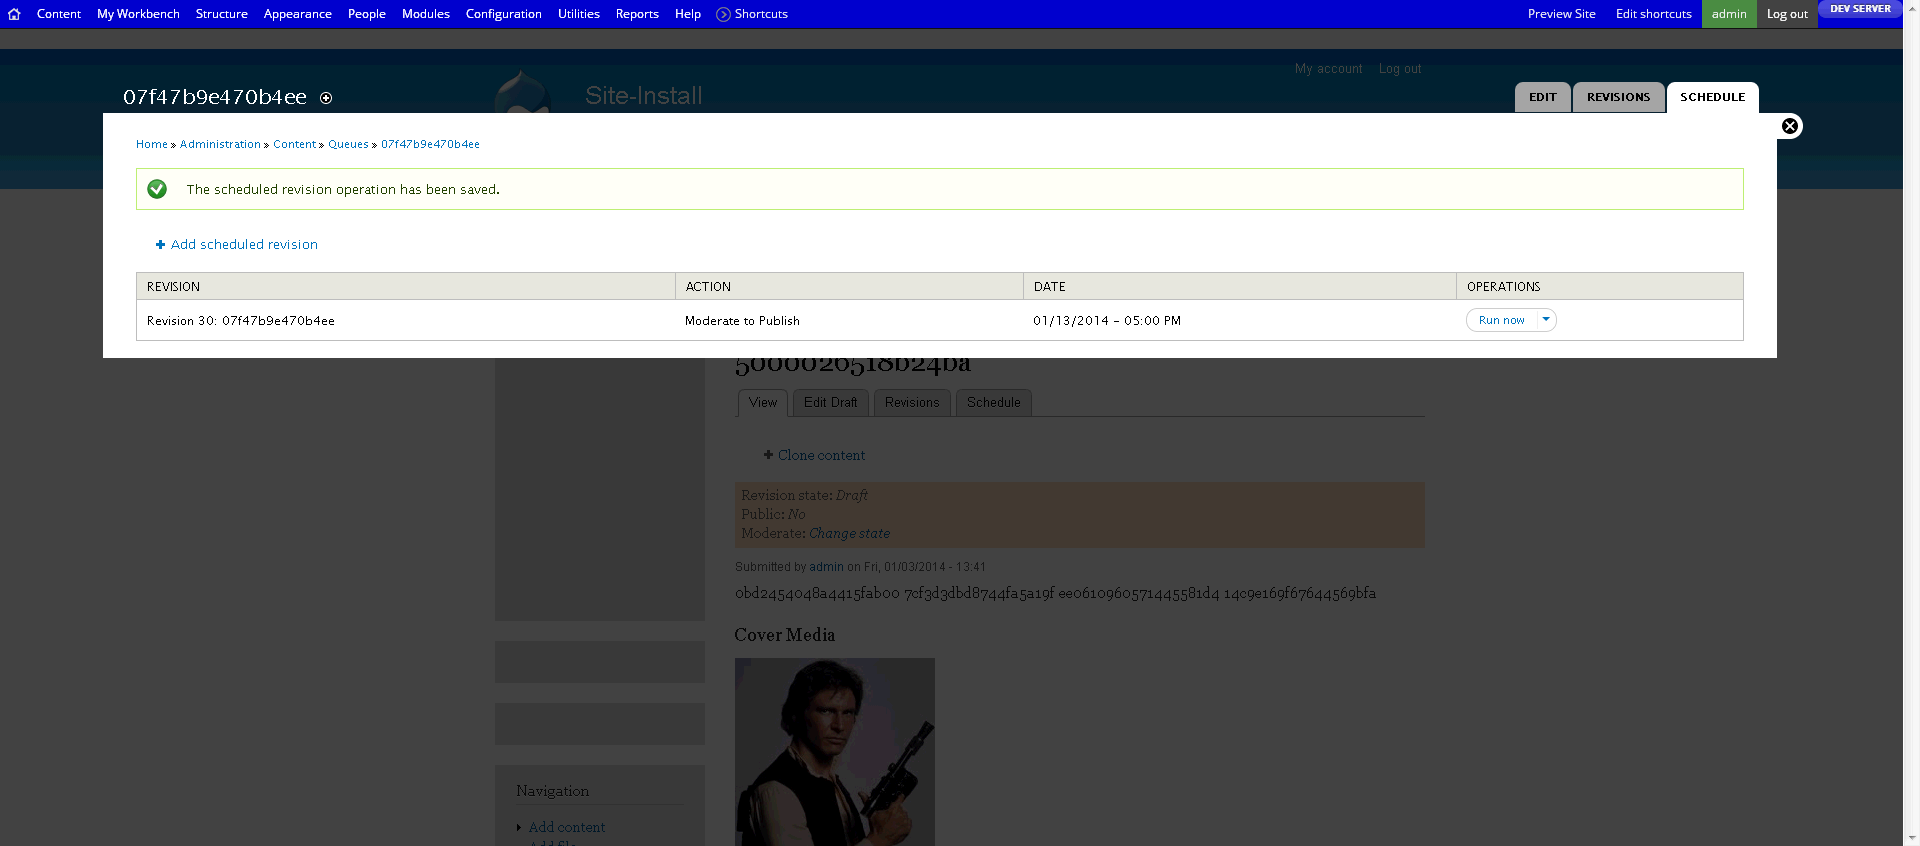 Content My Workbench Structure Appearance People Modules Configuration Utilities Reports Help Shortcuts Preview Site Edit shortcuts admin Log out DEV SERVER
My account Log out
07f47b9e470b4ee Site-Install EDIT REVISIONS SCHEDULE
Home » Administration » Content » Queues » 07f47b9e470b4ee
The scheduled revision operation has been saved.
Add scheduled revision
REVISION ACTION DATE OPERATIONS
Revision 30: 07f47b9e470b4ee Moderate to Publish 01/13/2014 - 05:00 PM Run now
5000026518b24ba
View Edit Draft Revisions Schedule
Clone content
Revision state: Draft
Public: No
Moderate: Change state
Submitted by admin on Fri, 01/03/2014 - 13:41
0bd2454048a4415fab00 7cf3d3dbd8744fa5a19f ee0610960571445581d4 14c9e169f67644569bfa
Cover Media
Navigation
Add content